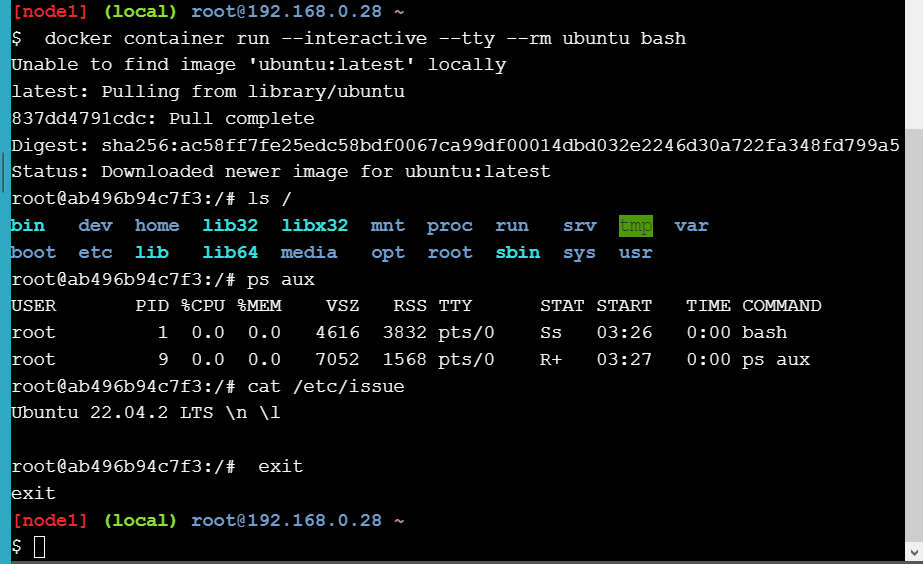 [node1] (local) root@192.168.0.28 ~
$  docker container run --interactive --tty --rm ubuntu bash
Unable to find image 'ubuntu:latest' locally
latest: Pulling from library/ubuntu
837dd4791cdc: Pull complete
Digest: sha256:ac58ff7fe25edc58bdf0067ca99df00014dbd032e2246d30a722fa348fd799a5
Status: Downloaded newer image for ubuntu:latest
root@ab496b94c7f3:/# ls /
bin   dev  home  lib32  libx32  mnt  proc  run   srv  tmp  var
boot  etc  lib   lib64  media   opt  root  sbin  sys  usr
root@ab496b94c7f3:/# ps aux
USER       PID %CPU %MEM    VSZ   RSS TTY      STAT START   TIME COMMAND
root         1  0.0  0.0   4616  3832 pts/0    Ss   03:26   0:00 bash
root         9  0.0  0.0   7052  1568 pts/0    R+   03:27   0:00 ps aux
root@ab496b94c7f3:/# cat /etc/issue
Ubuntu 22.04.2 LTS \n \l
root@ab496b94c7f3:/#  exit
exit
[node1] (local) root@192.168.0.28 ~
$